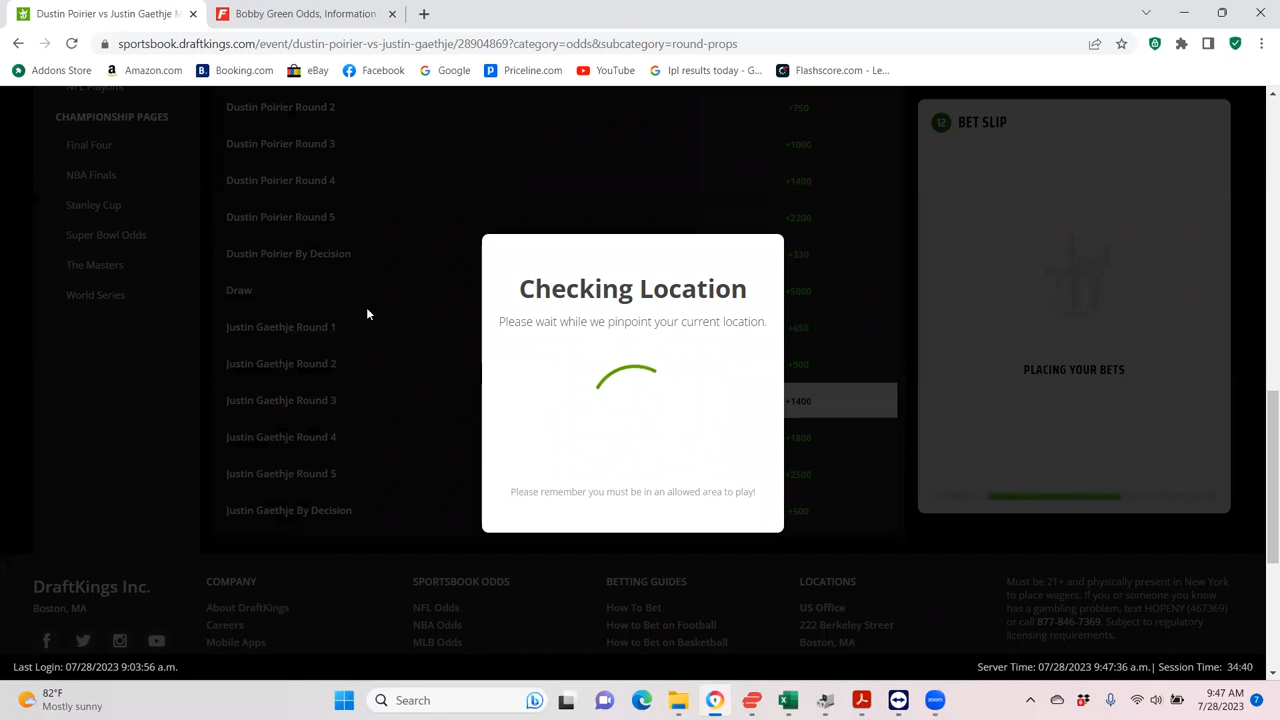 Dustin Poirier vs Justin Gaethje M
Bobby Green Odds, Information
sportsbook.draftkings.com/event/dustin-poirier-vs-justin-gaethje/28904869?category=odds&subcategory=round-props
Addons Store Amazon.com Booking.com eBay Facebook Google Priceline.com YouTube Ipl results today - G... Flashscore.com - Le...
NFL Playoffs
CHAMPIONSHIP PAGES
Final Four
NBA Finals
Stanley Cup
Super Bowl Odds
The Masters
World Series
Dustin Poirier Round 2 +750
Dustin Poirier Round 3 +1000
Dustin Poirier Round 4 +1400
Dustin Poirier Round 5 +2200
Dustin Poirier By Decision +330
Draw +5000
Justin Gaethje Round 1 +650
Justin Gaethje Round 2 +900
Justin Gaethje Round 3 +1400
Justin Gaethje Round 4 +1800
Justin Gaethje Round 5 +2500
Justin Gaethje By Decision +500
Checking Location
Please wait while we pinpoint your current location.
Please remember you must be in an allowed area to play!
12 BET SLIP
PLACING YOUR BETS
DraftKings Inc.
Boston, MA
COMPANY
About DraftKings
Careers
Mobile Apps
SPORTSBOOK ODDS
NFL Odds
NBA Odds
MLB Odds
BETTING GUIDES
How To Bet
How to Bet on Football
How to Bet on Basketball
LOCATIONS
US Office
222 Berkeley Street
Boston, MA
Must be 21+ and physically present in New York
to place wagers. If you or someone you know
has a gambling problem, text HOPENY (467369)
or call 877-846-7369. Subject to regulatory
licensing requirements.
Last Login: 07/28/2023 9:03:56 a.m.
Server Time: 07/28/2023 9:47:36 a.m.| Session Time: 34:40
82°F
Mostly sunny
Search
9:47 AM
7/28/2023
7